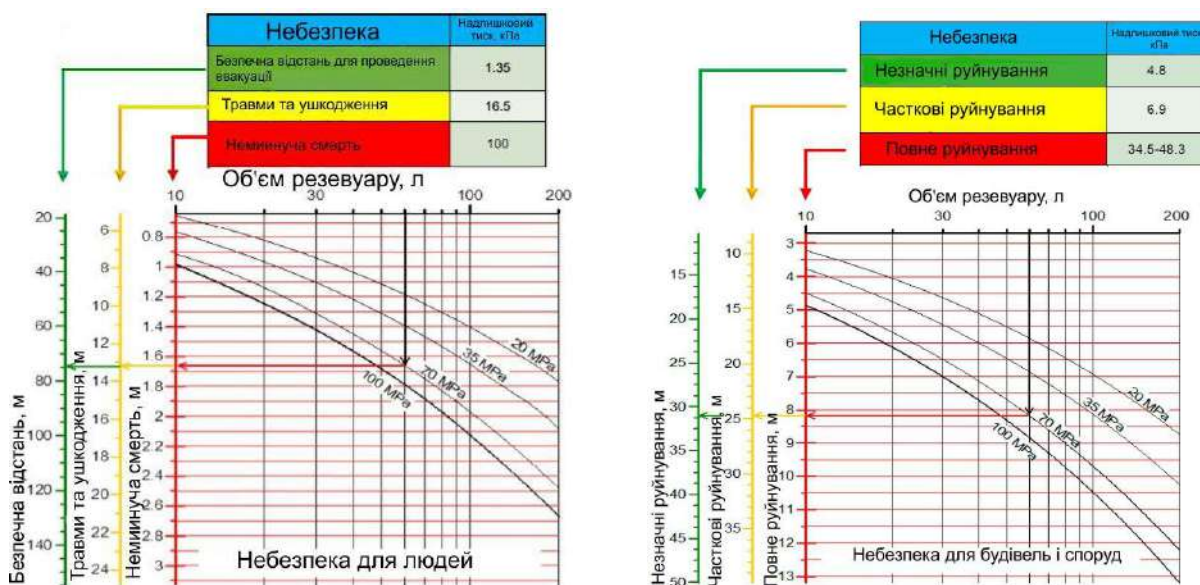 Небезпека
Надлишковий тиск, кПа
Безпечна відстань для проведення евакуації
1.35
Травми та ушкодження
16.5
Неминуча смерть
100
Об'єм резевуару, л
10 30 100 200
20
40
60
80
100
120
140
6
8
10
12
14
16
18
20
22
24
0.8
1
1.2
1.4
1.6
1.8
2
2.2
2.4
2.6
2.8
3
20 MPa
35 MPa
70 MPa
100 MPa
Безпечна відстань, м
Травми та ушкодження, м
Неминуча смерть, м
Небезпека для людей
Небезпека
Надлишковий тиск кПа
Незначні руйнування
4.8
Часткові руйнування
6.9
Повне руйнування
34.5-48.3
Об'єм резевуару, л
10 30 100 200
15
20
25
30
35
40
45
50
10
15
20
25
30
35
3
4
5
6
7
8
9
10
11
12
13
20 MPa
35 MPa
70 MPa
100 MPa
Незначні руйнування, м
Часткові руйнування, м
Повне руйнування, м
Небезпека для будівель і споруд